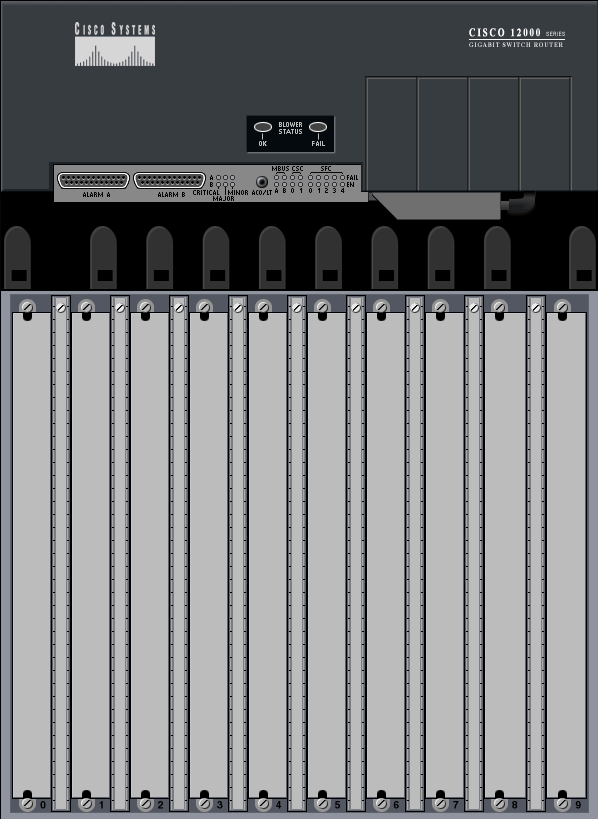 CISCO SYSTEMS
CISCO 12000 SERIES
GIGABIT SWITCH ROUTER
BLOWER
STATUS
OK
FAIL
MBUS CSC SFC
A FAIL
B EN
ALARM A
ALARM B
CRITICAL MINOR
MAJOR
ACO/LT
A B 0 1 0 1 2 3 4
0 1 2 3 4 5 6 7 8 9